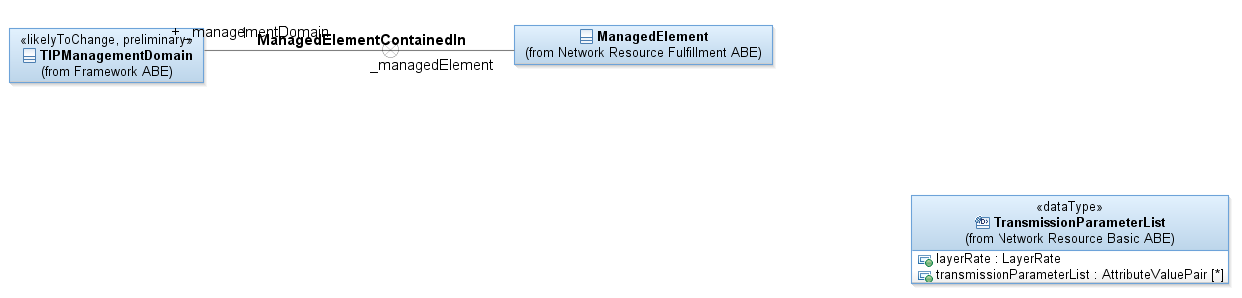 «likelyToChange, preliminary»
TIPManagementDomain
(from Framework ABE)
+ _managementDomain
ManagedElementContainedIn
_managedElement
ManagedElement
(from Network Resource Fulfillment ABE)
«dataType»
TransmissionParameterList
(from Network Resource Basic ABE)
layerRate : LayerRate
transmissionParameterList : AttributeValuePair [*]